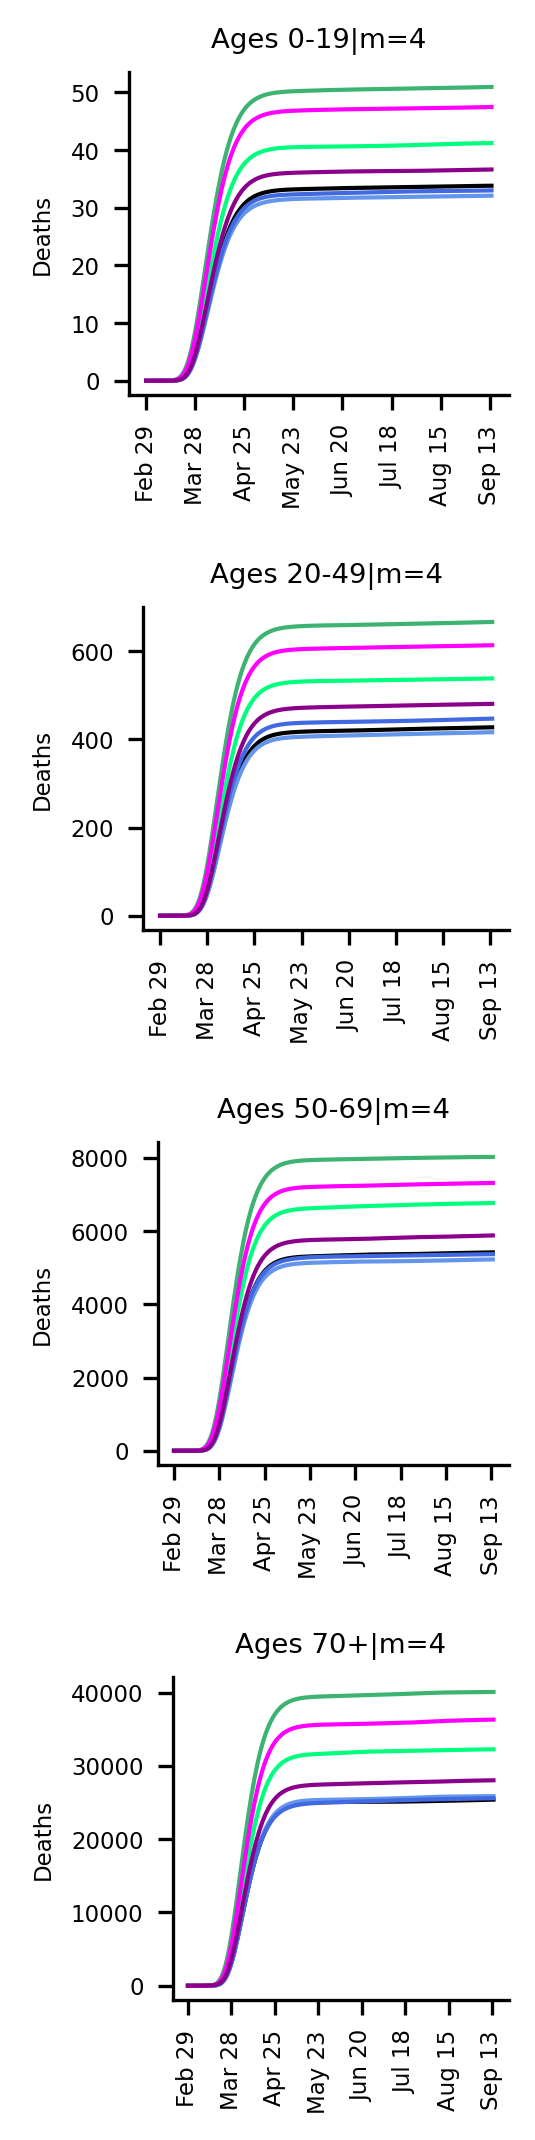 Ages 0-19|m=4
50
40
30
20
10
0
Deaths
Feb 29
Mar 28
Apr 25
May 23
Jun 20
Jul 18
Aug 15
Sep 13
Ages 20-49|m=4
600
400
200
0
Deaths
Feb 29
Mar 28
Apr 25
May 23
Jun 20
Jul 18
Aug 15
Sep 13
Ages 50-69|m=4
8000
6000
4000
2000
0
Deaths
Feb 29
Mar 28
Apr 25
May 23
Jun 20
Jul 18
Aug 15
Sep 13
Ages 70+|m=4
40000
30000
20000
10000
0
Deaths
Feb 29
Mar 28
Apr 25
May 23
Jun 20
Jul 18
Aug 15
Sep 13